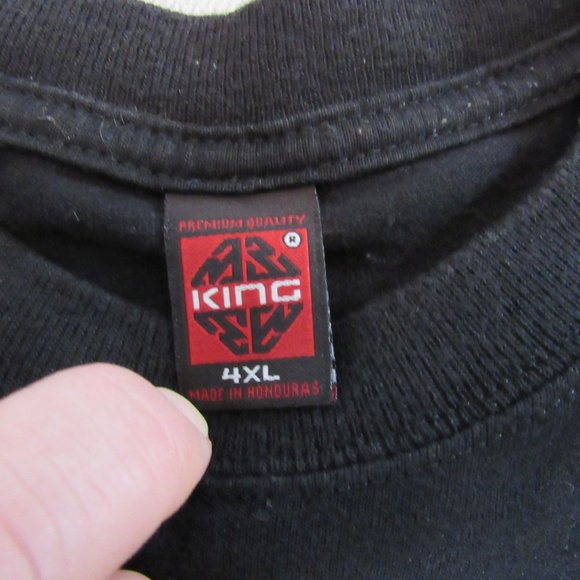 PREMIUM QUALITY
®
KING
4XL
MADE IN HONDURAS